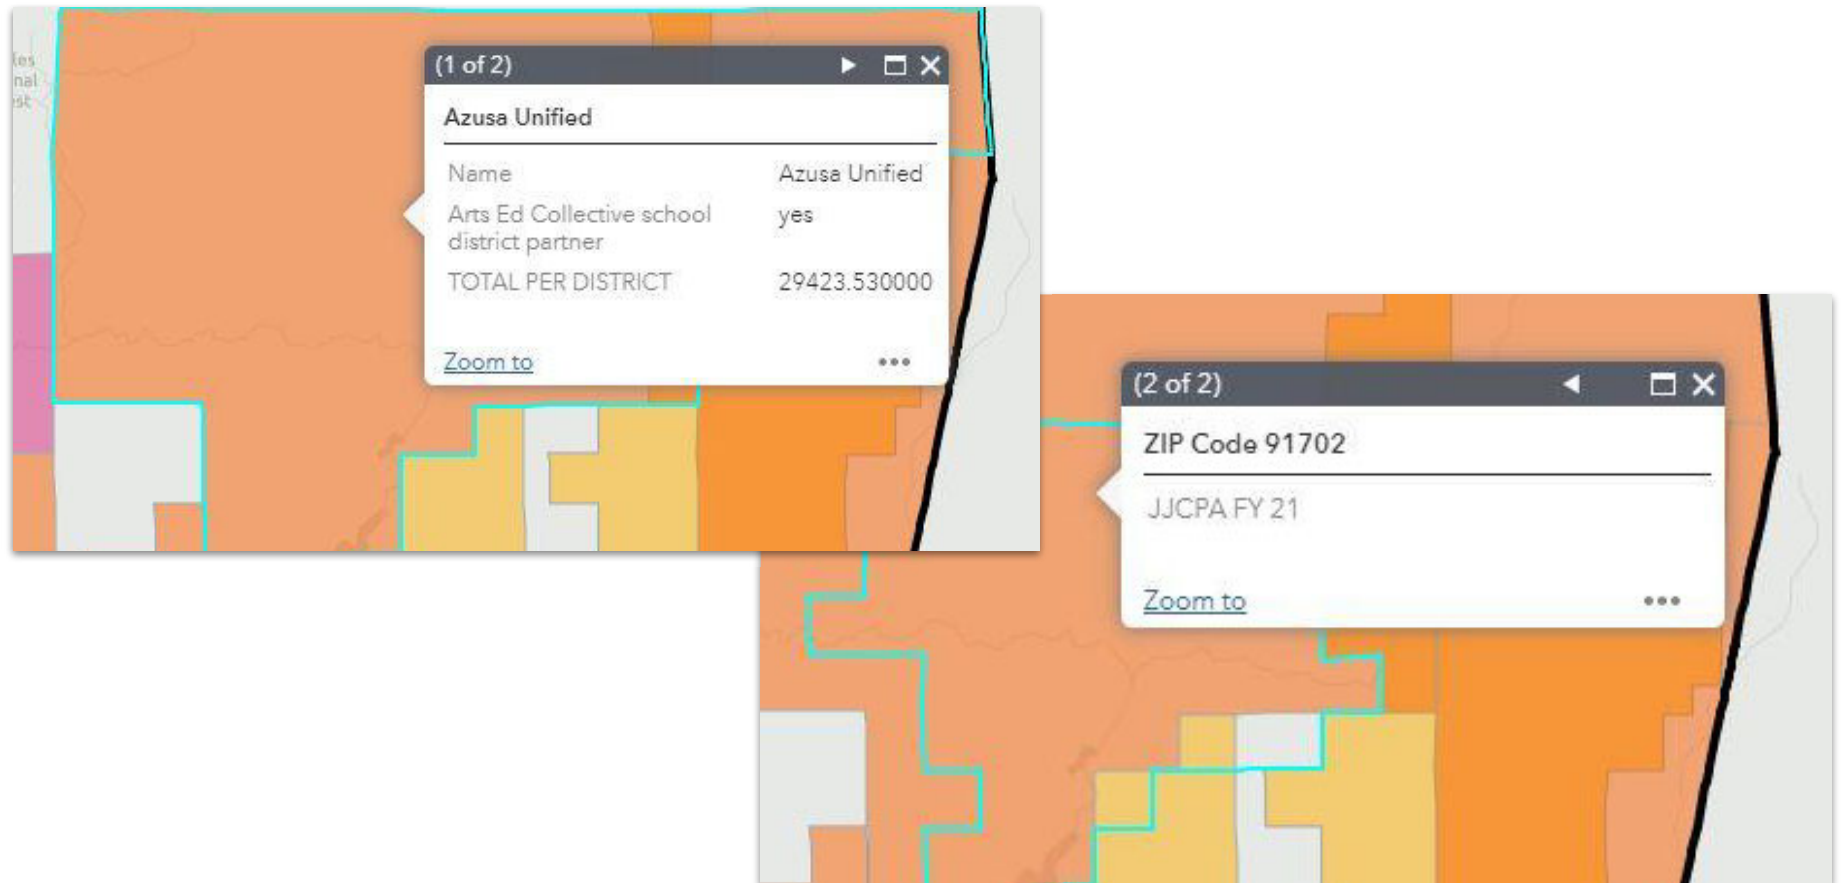 (1 of 2)
Azusa Unified
Name Azusa Unified
Arts Ed Collective school yes
district partner
TOTAL PER DISTRICT 29423.530000
Zoom to
(2 of 2)
ZIP Code 91702
JJCPA FY 21
Zoom to